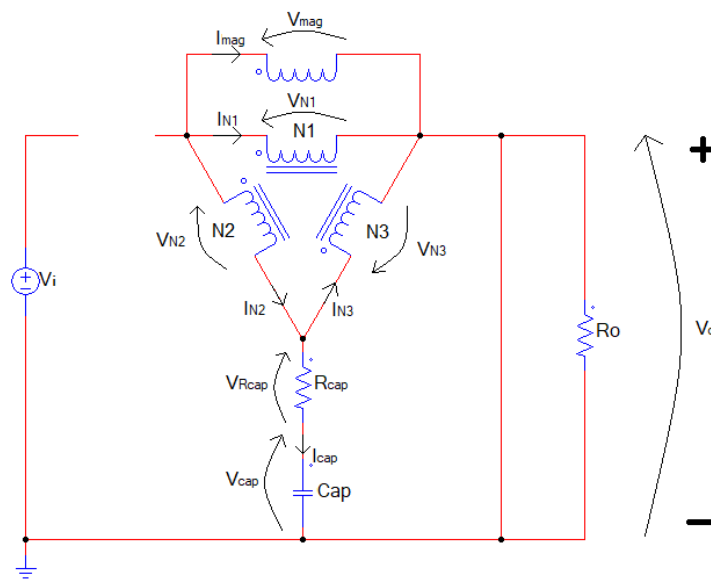 Vmag
Imag
VN1
IN1
N1
+
N2
N3
VN2
VN3
Vi
IN2
IN3
Ro
VRcap
Rcap
Icap
Vcap
Cap
−